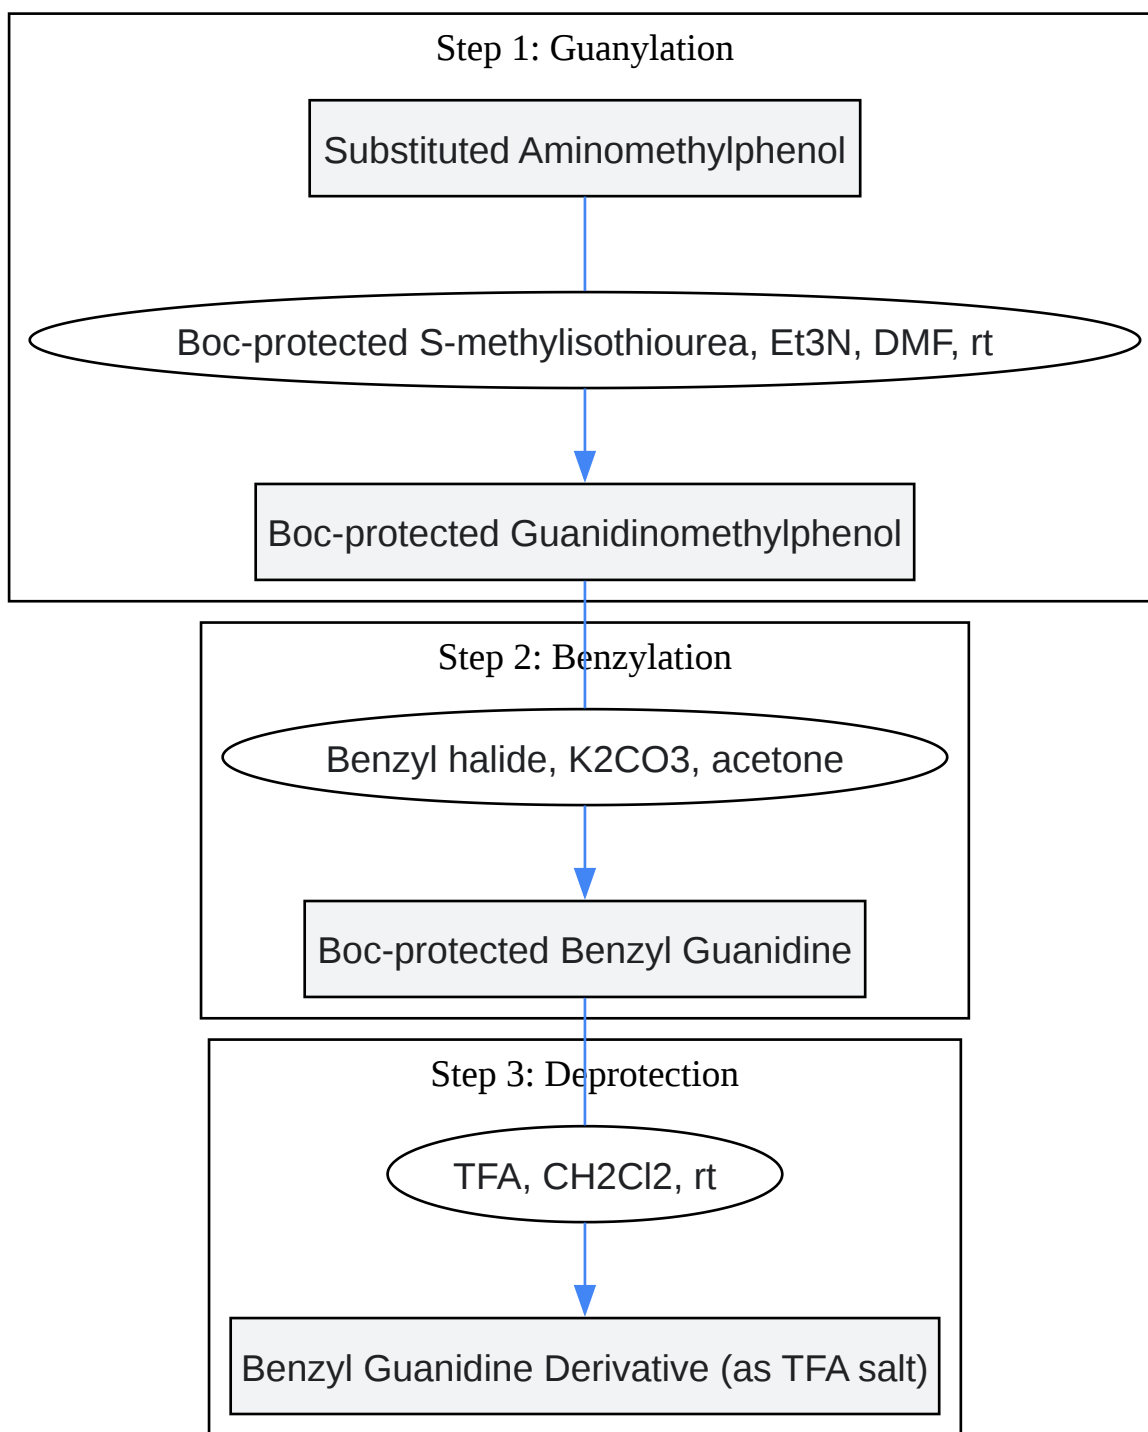 Step 1: Guanylation
Substituted Aminomethylphenol
Boc-protected S-methylisothiourea, Et3N, DMF, rt
Boc-protected Guanidinomethylphenol
Step 2: Benzylation
Benzyl halide, K2CO3, acetone
Boc-protected Benzyl Guanidine
Step 3: Deprotection
TFA, CH2Cl2, rt
Benzyl Guanidine Derivative (as TFA salt)